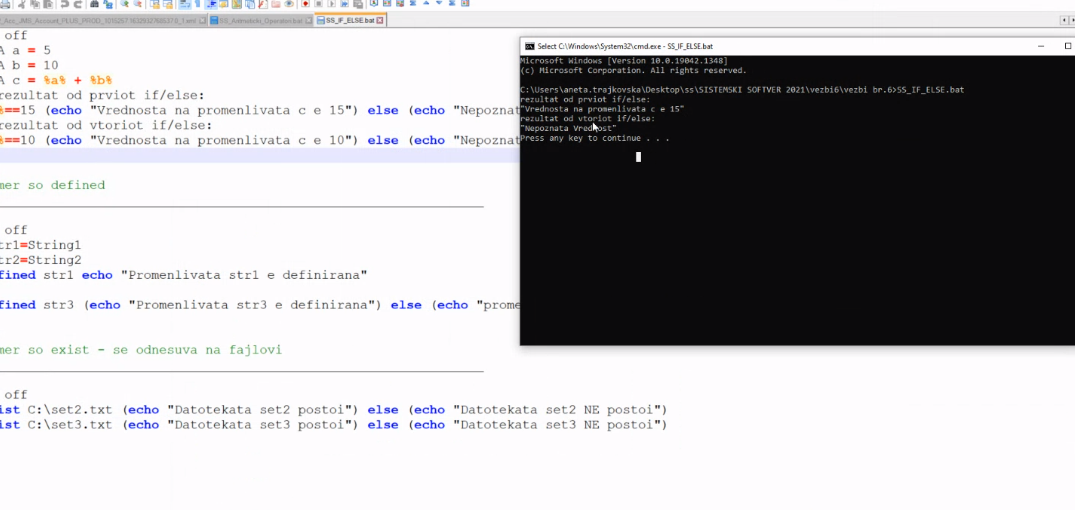 SS_AdmeteAt_Operatori.bat
SS_IF_ELSE.bat
off
A a = 5
A b = 10
A c = %a% + %b%
rezultat od prviot if/else:
%==15 (echo "Vrednosta na promenlivata c e 15") else (echo "Nepoznat
rezultat od vtoriot if/else:
%==10 (echo "Vrednosta na promenlivata c e 10") else (echo "Nepoznat
mer so defined
off
tr1=String1
tr2=String2
fined str1 echo "Promenlivata str1 e definirana"
fined str3 (echo "Promenlivata str3 e definirana") else (echo "prome
mer so exist - se odnesuva na fajlovi
off
ist C:\set2.txt (echo "Datotekata set2 postoi") else (echo "Datotekata set2 NE postoi")
ist C:\set3.txt (echo "Datotekata set3 postoi") else (echo "Datotekata set3 NE postoi")
Select C:\Windows\System32\cmd.exe - SS_IF_ELSE.bat
Microsoft Windows [Version 10.0.19042.1348]
(c) Microsoft Corporation. All rights reserved.
C:\Users\aneta.trajkovska\Desktop\ss\SISTEMSKI SOFTVER 2021\vezbi6\vezbi br.6>SS_IF_ELSE.bat
rezultat od prviot if/else:
"Vrednosta na promenlivata c e 15"
rezultat od vtoriot if/else:
"Nepoznata Vrednost"
Press any key to continue . . .